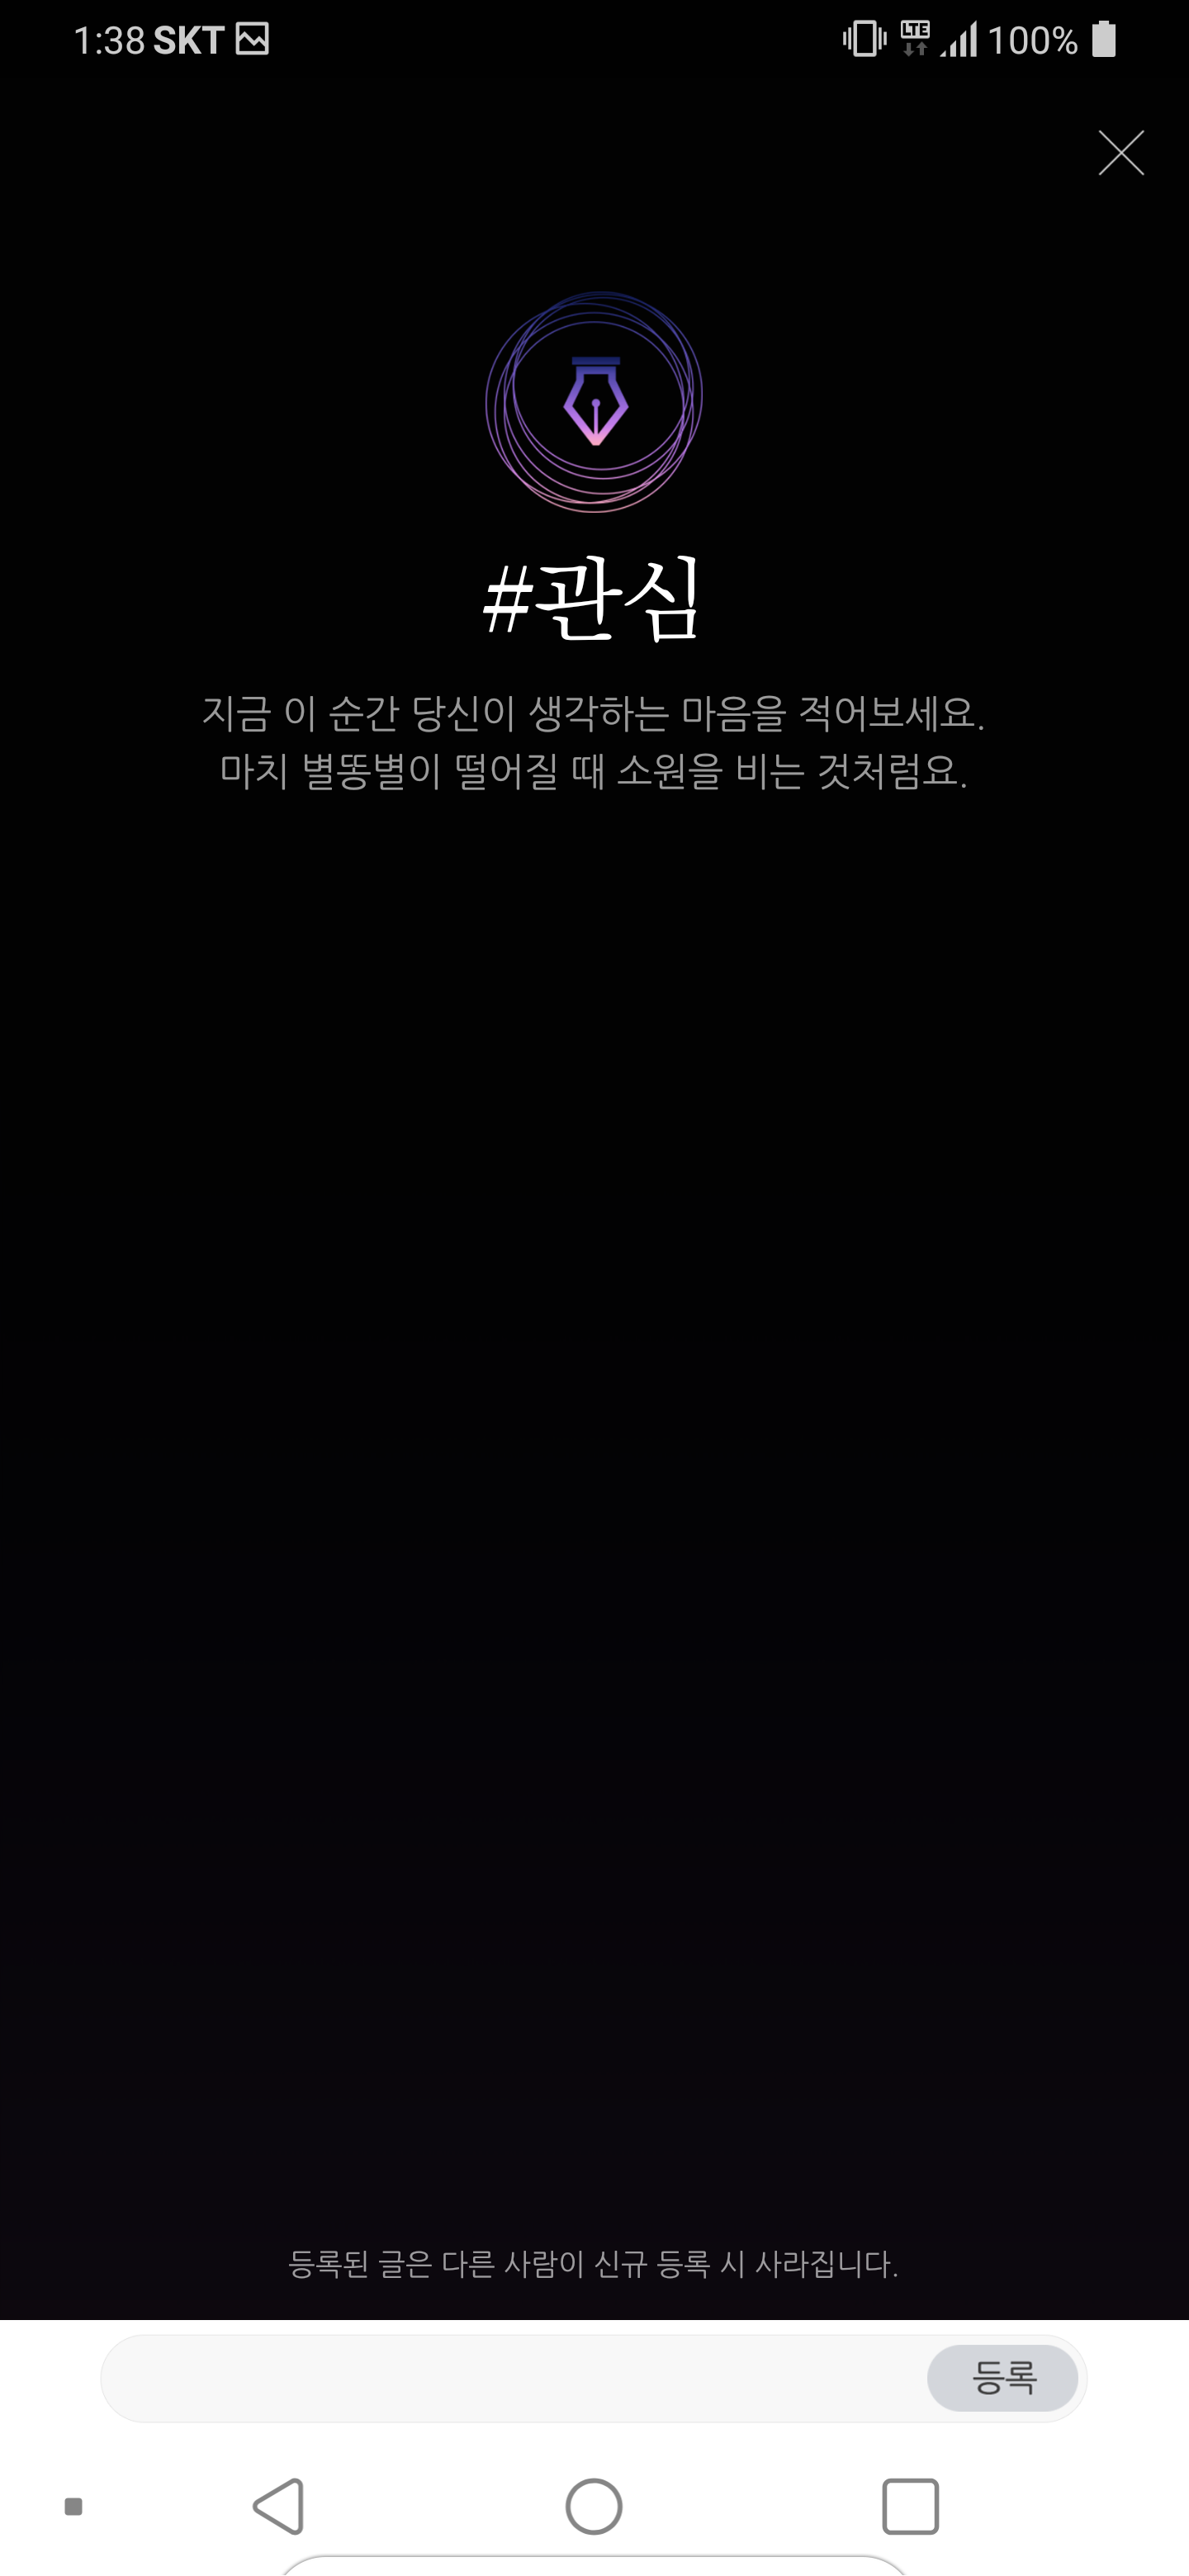 1:38 SKT LTE 100%
#관심
지금 이 순간 당신이 생각하는 마음을 적어보세요.
마치 별똥별이 떨어질 때 소원을 비는 것처럼요.
등록된 글은 다른 사람이 신규 등록 시 사라집니다.
등록